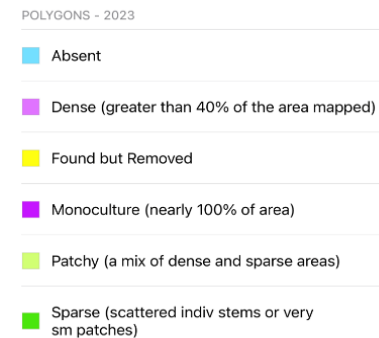 POLYGONS - 2023
Absent
Dense (greater than 40% of the area mapped)
Found but Removed
Monoculture (nearly 100% of area)
Patchy (a mix of dense and sparse areas)
Sparse (scattered indiv stems or very
sm patches)